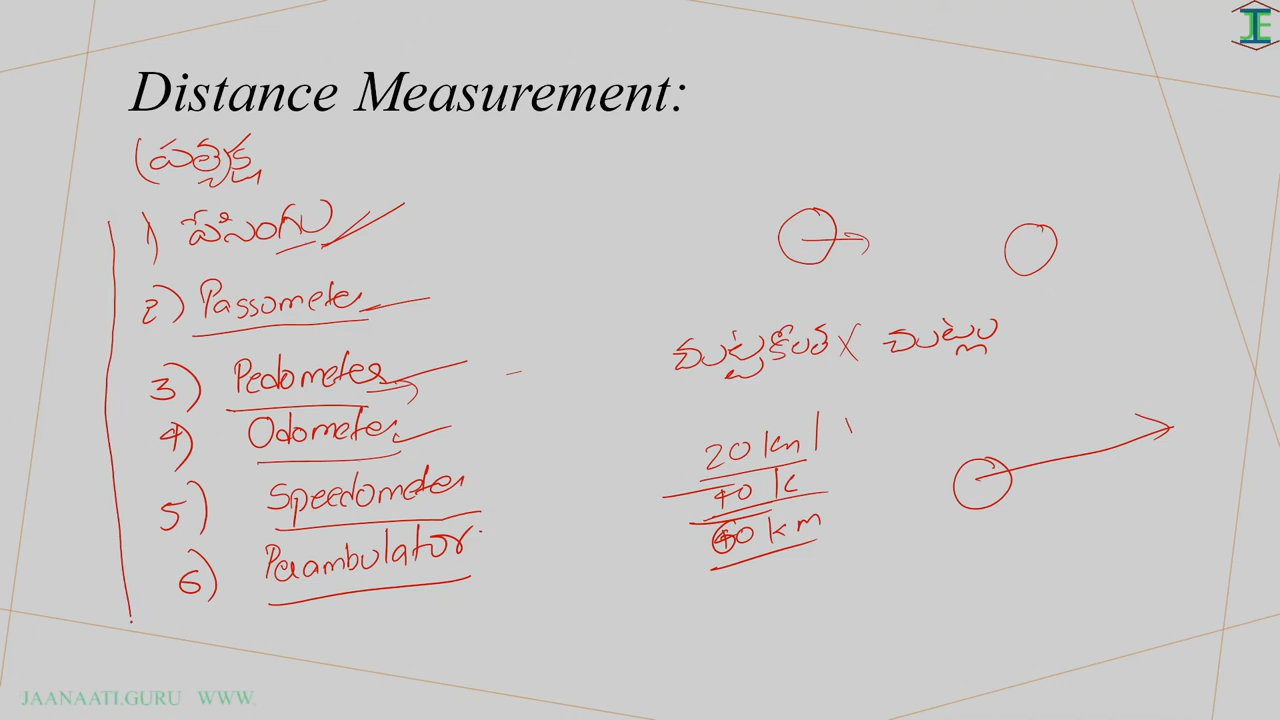 JE
Distance Measurement:
(ప్రత్యక్ష
1) పేసింగు
2) Passometer
3) Pedometer
4) Odometer
5) Speedometer
6) Perambulator
చుట్టుకొలత X చుట్లు
20 km/
40 k
60 km
JAANAATI.GURU WWW.